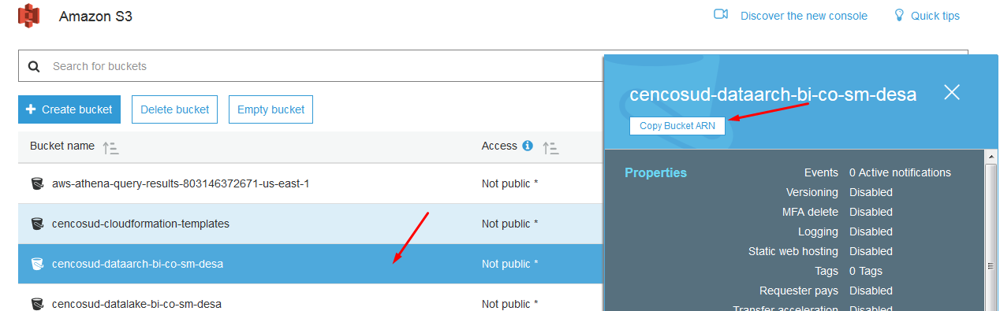 Amazon S3
Discover the new console
Quick tips
Search for buckets
Create bucket
Delete bucket
Empty bucket
Bucket name
Access
aws-athena-query-results-803146372671-us-east-1
Not public *
cencosud-cloudformation-templates
Not public *
cencosud-dataarch-bi-co-sm-desa
Not public *
cencosud-datalake-bi-co-sm-desa
Not public *
cencosud-dataarch-bi-co-sm-desa
Copy Bucket ARN
Properties
Events 0 Active notifications
Versioning Disabled
MFA delete Disabled
Logging Disabled
Static web hosting Disabled
Tags 0 Tags
Requester pays Disabled
Transfer acceleration Disabled